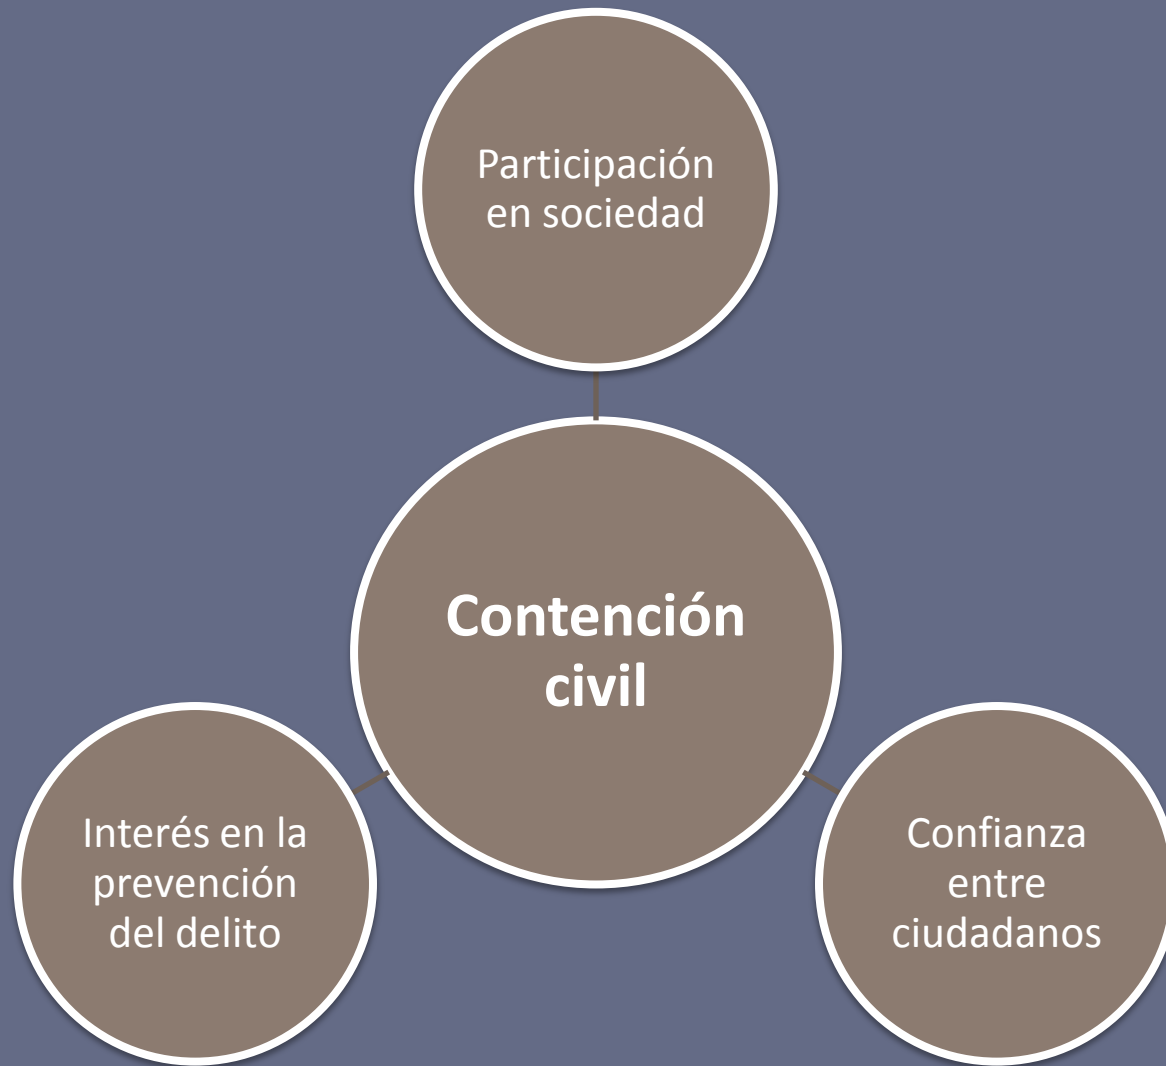 Participación
en sociedad
Contención
civil
Interés en la
prevención
del delito
Confianza
entre
ciudadanos